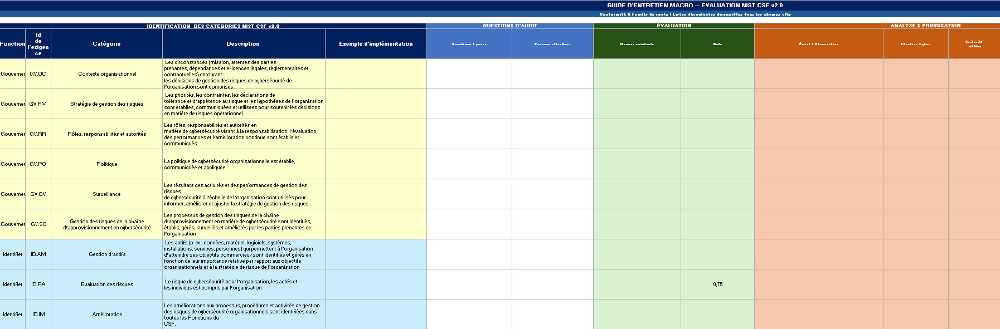 GUIDE D'ENTRETIEN MACRO — EVALUATION NIST CSF v2.0
Conformité & Feuille de route | Listes déroulantes disponibles dans les champs clés
IDENTIFICATION DES CATEGORIES NIST CSF v2.0
QUESTIONS D'AUDIT
ÉVALUATION
ANALYSE & PRIORISATION
Fonction
Id
de
l'exigen
ce
Catégorie
Description
Exemple d'implémentation
Questions à poser
Preuves attendues
Mesure existante
Note
Écart / Observation
Chantier Cyber
Criticité
métier
Gouverner
GV.OC
Contexte organisationnel
Les circonstances (mission, attentes des parties
prenantes, dépendances et exigences légales, réglementaires et
contractuelles) entourant
les décisions de gestion des risques de cybersécurité de
l'organisation sont comprises
Gouverner
GV.RM
Stratégie de gestion des risques
Les priorités, les contraintes, les déclarations de
tolérance et d'appétence au risque et les hypothèses de l'organisation
sont établies, communiquées et utilisées pour soutenir les décisions
en matière de risques opérationnel
Gouverner
GV.RR
Rôles, responsabilités et autorités
Les rôles, responsabilités et autorités en
matière de cybersécurité visant à la responsabilisation, l'évaluation
des performances et l'amélioration continue sont établis et
communiqués
Gouverner
GV.PO
Politique
La politique de cybersécurité organisationnelle est établie,
communiquée et appliquée
Gouverner
GV.OV
Surveillance
Les résultats des activités et des performances de gestion des
risques
de cybersécurité à l'échelle de l'organisation sont utilisés pour
informer, améliorer et ajuster la stratégie de gestion des risques
Gouverner
GV.SC
Gestion des risques de la chaîne
d'approvisionnement en cybersécurité
Les processus de gestion des risques de la chaîne
d'approvisionnement en matière de cybersécurité sont identifiés,
établis, gérés, surveillés et améliorés par les parties prenantes de
l'organisation
Identifier
ID.AM
Gestion d'actifs
Les actifs (p. ex., données, matériel, logiciels, systèmes,
installations, services, personnes) qui permettent à l'organisation
d'atteindre ses objectifs commerciaux sont identifiés et gérés en
fonction de leur importance relative par rapport aux objectifs
organisationnels et à la stratégie de risque de l'organisation
Identifier
ID.RA
Evaluation des risques
Le risque de cybersécurité pour l'organisation, les actifs et
les individus est compris par l'organisation
0,75
Identifier
ID.IM
Amélioration
Les améliorations aux processus, procédures et activités de gestion
des risques de cybersécurité organisationnels sont identifiées dans
toutes les Fonctions du
CSF.